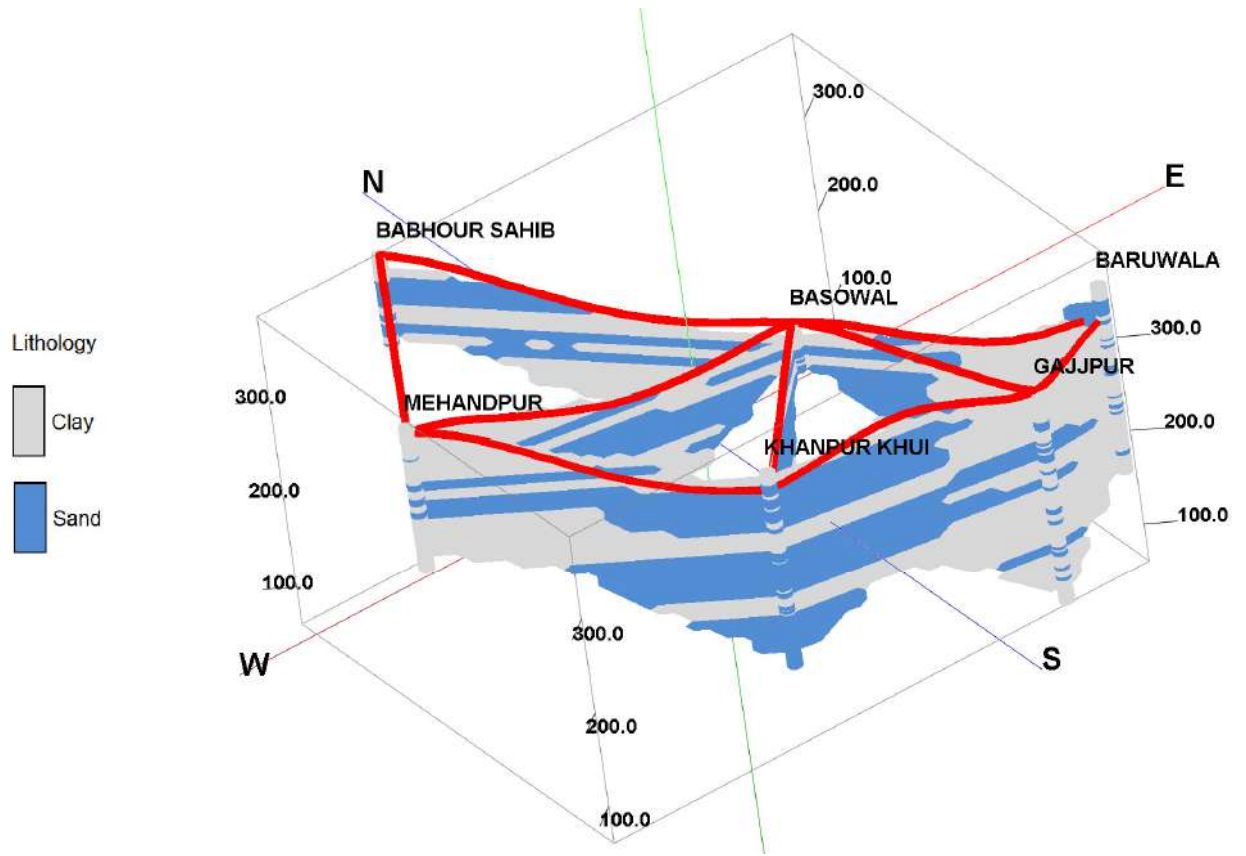 300.0
N
200.0
E
BABHOUR SAHIB
BARUWALA
100.0
BASOWAL
300.0
Lithology
GAJJPUR
300.0
MEHANDPUR
Clay
200.0
KHANPUR KHUI
200.0
Sand
100.0
100.0
300.0
W
S
200.0
100.0